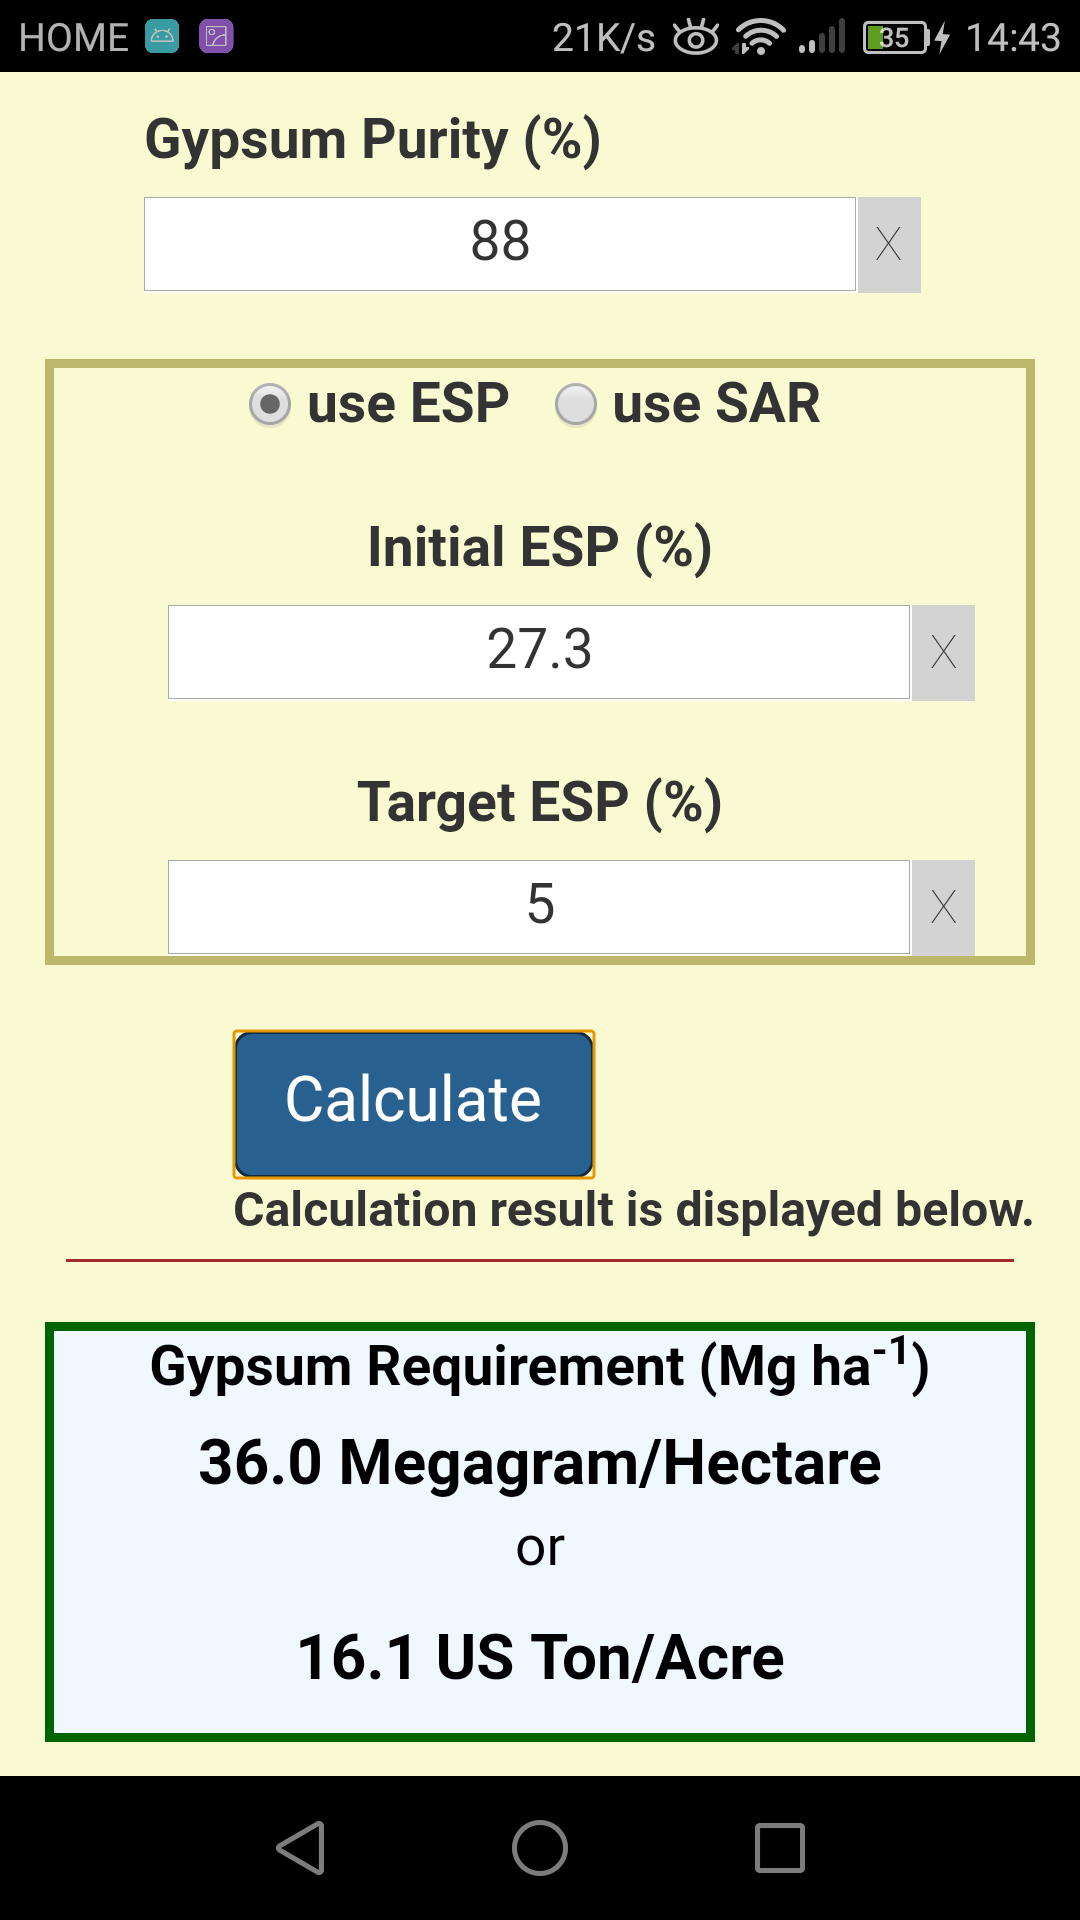 HOME 21K/s 35 14:43
Gypsum Purity (%)
88 X
use ESP use SAR
Initial ESP (%)
27.3 X
Target ESP (%)
5 X
Calculate
Calculation result is displayed below.
Gypsum Requirement (Mg ha⁻¹)
36.0 Megagram/Hectare
or
16.1 US Ton/Acre